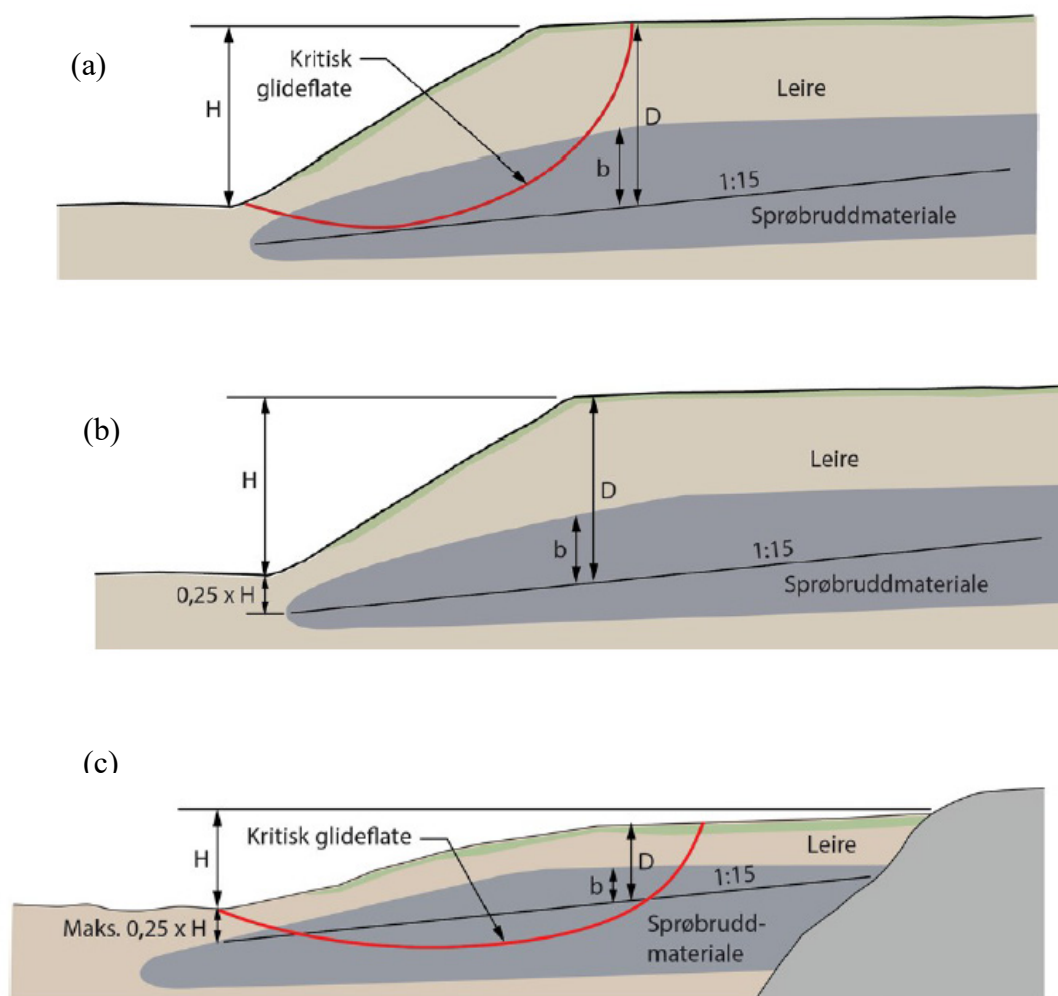 (a)
Kritisk
glideflate
Leire
H
D
b
1:15
Sprøbruddmateriale
(b)
Leire
H
D
b
1:15
0,25 x H
Sprøbruddmateriale
(c)
H
Kritisk glideflate
Leire
D
1:15
b
Maks. 0,25 x H
Sprøbrudd-
materiale